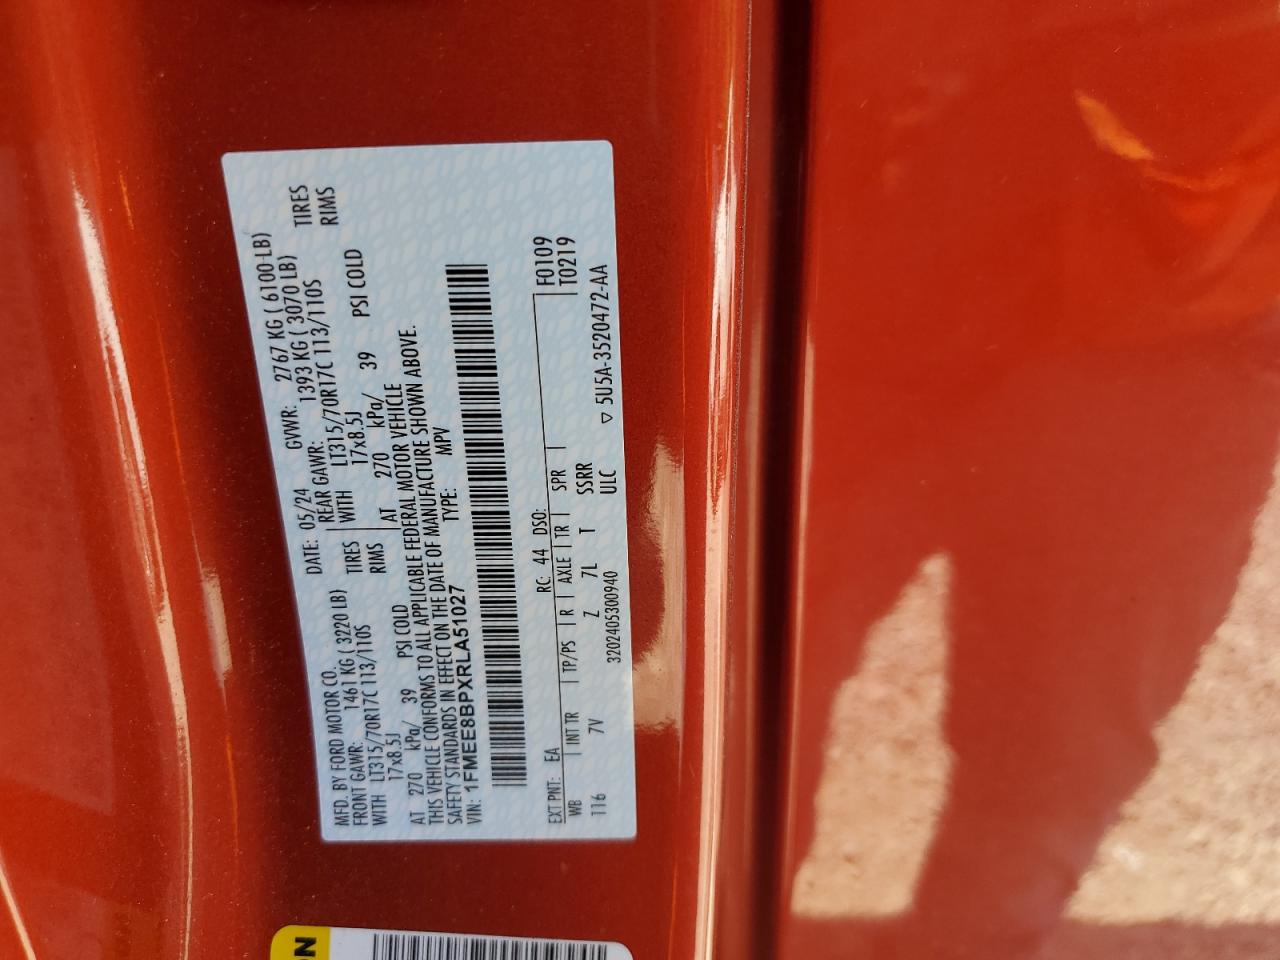 MFD. BY FORD MOTOR CO. DATE: 05/24 GVWR: 2767 KG ( 6100 LB)
FRONT GAWR: 1461 KG ( 3220 LB) REAR GAWR: 1393 KG ( 3070 LB)
WITH LT315/70R17C 113/110S TIRES WITH LT315/70R17C 113/110S TIRES
17x8.5J RIMS 17x8.5J RIMS
AT 270 kPa/ 39 PSI COLD AT 270 kPa/ 39 PSI COLD
THIS VEHICLE CONFORMS TO ALL APPLICABLE FEDERAL MOTOR VEHICLE
SAFETY STANDARDS IN EFFECT ON THE DATE OF MANUFACTURE SHOWN ABOVE.
VIN: 1FMEE8BPXRLA51027 TYPE: MPV
EXT PNT: EA RC: 44 DSO: F0109
WB INT TR TP/PS R AXLE TR SPR T0219
116 7V Z 7L T SSRR
3202405300940 ULC ▽ 5U5A-3520472-AA
ON